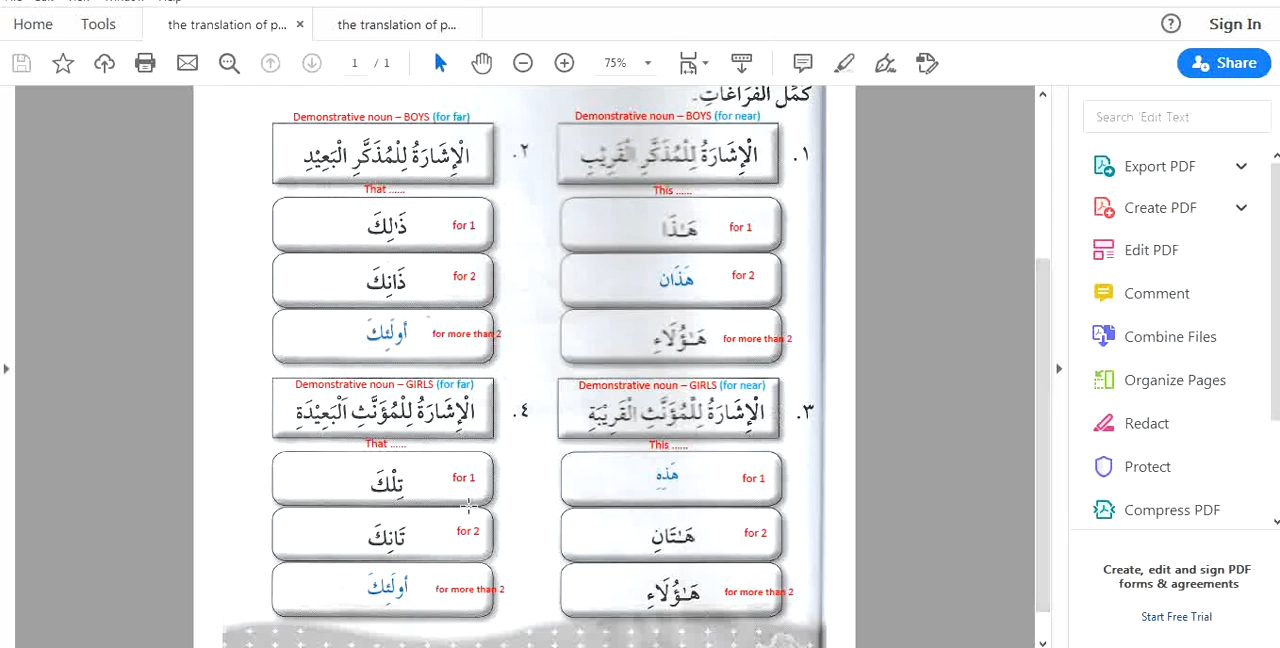 Home
Tools
the translation of p... ×
the translation of p...
?
Sign In
1 / 1
75%
Share
كَمِّلِ الْفَرَاغَاتِ.
Demonstrative noun – BOYS (for near)
١. الْإِشَارَةُ لِلْمُذَكَّرِ الْقَرِيْبِ
This ......
هَـٰذَا for 1
هَذَان for 2
هَـٰؤُلَاءِ for more than 2
Demonstrative noun – BOYS (for far)
٢. الْإِشَارَةُ لِلْمُذَكَّرِ الْبَعِيْدِ
That ......
ذَٰلِكَ for 1
ذَانِكَ for 2
أُولَئِكَ for more than 2
Demonstrative noun – GIRLS (for near)
٣. الْإِشَارَةُ لِلْمُؤَنَّثِ الْقَرِيْبَةِ
This ......
هَذِهِ for 1
هَـٰتَانِ for 2
هَـٰؤُلَاءِ for more than 2
Demonstrative noun – GIRLS (for far)
٤. الْإِشَارَةُ لِلْمُؤَنَّثِ اَلْبَعِيْدَةِ
That ......
تِلْكَ for 1
تَانِكَ for 2
أُولَئِكَ for more than 2
Search 'Edit Text'
Export PDF
Create PDF
Edit PDF
Comment
Combine Files
Organize Pages
Redact
Protect
Compress PDF
Create, edit and sign PDF
forms & agreements
Start Free Trial